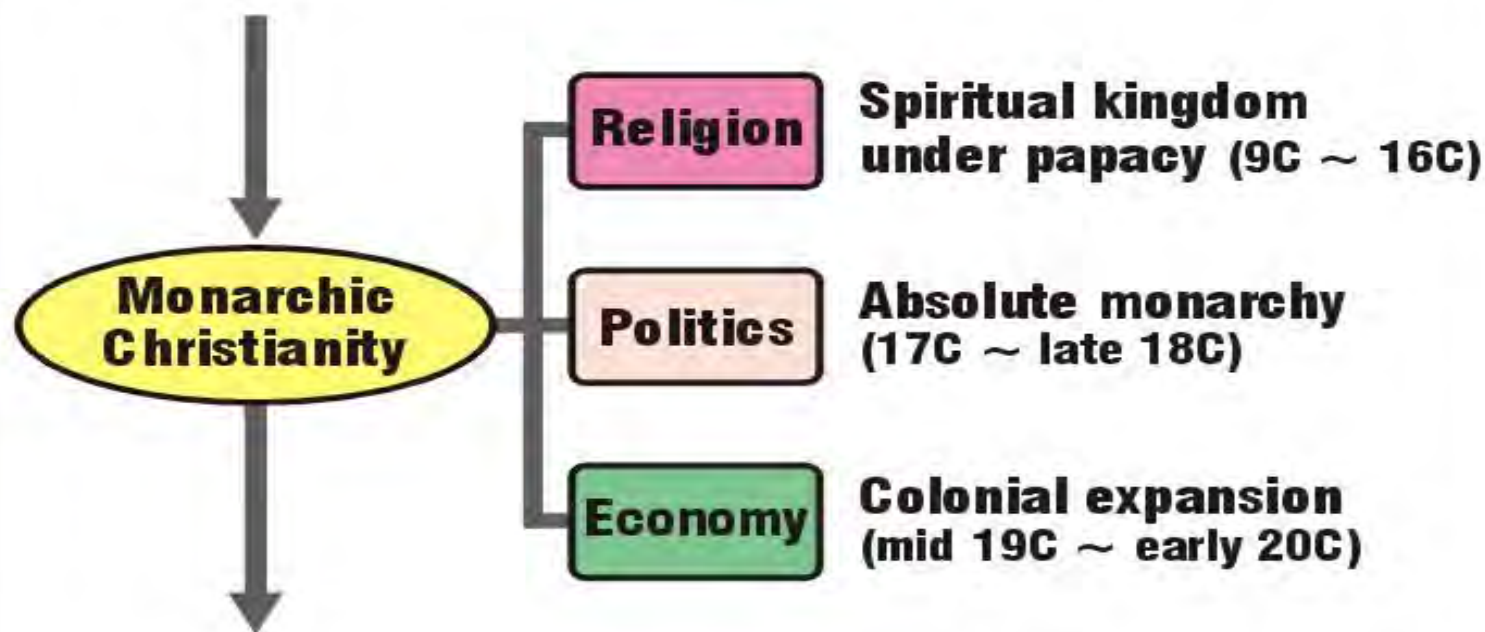 Religion
Spiritual kingdom
under papacy (9C ~ 16C)
Monarchic
Christianity
Politics
Absolute monarchy
(17C ~ late 18C)
Economy
Colonial expansion
(mid 19C ~ early 20C)